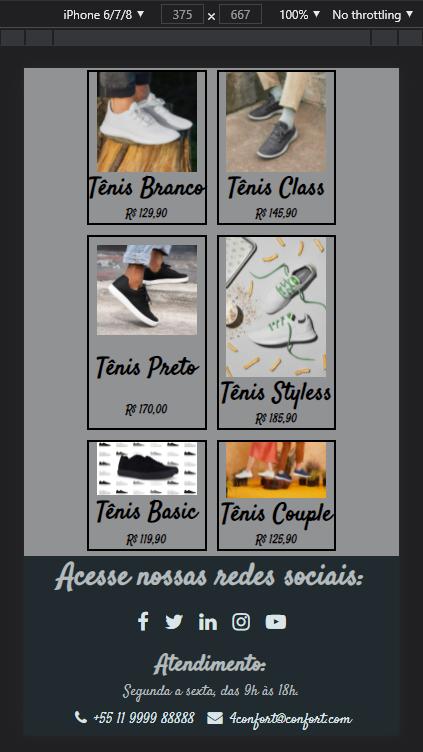 iPhone 6/7/8 ▼ 375 x 667 100% ▼ No throttling ▼
Tênis Branco Tênis Class
R$ 129,90 R$ 145,90
Tênis Preto Tênis Styless
R$ 170,00 R$ 185,90
Tênis Basic Tênis Couple
R$ 119,90 R$ 125,90
Acesse nossas redes sociais:
Atendimento:
Segunda a sexta, das 9h às 18h.
+55 11 9999 88888 4confort@confort.com